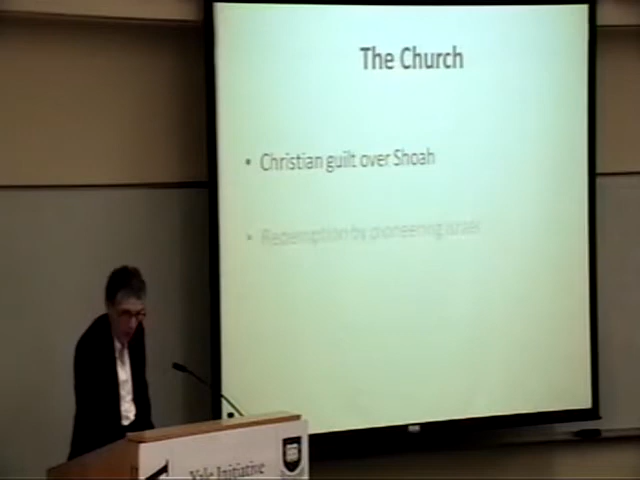 The Church
• Christian guilt over Shoah
• Redemption by pioneering Israel
Yale Initiative